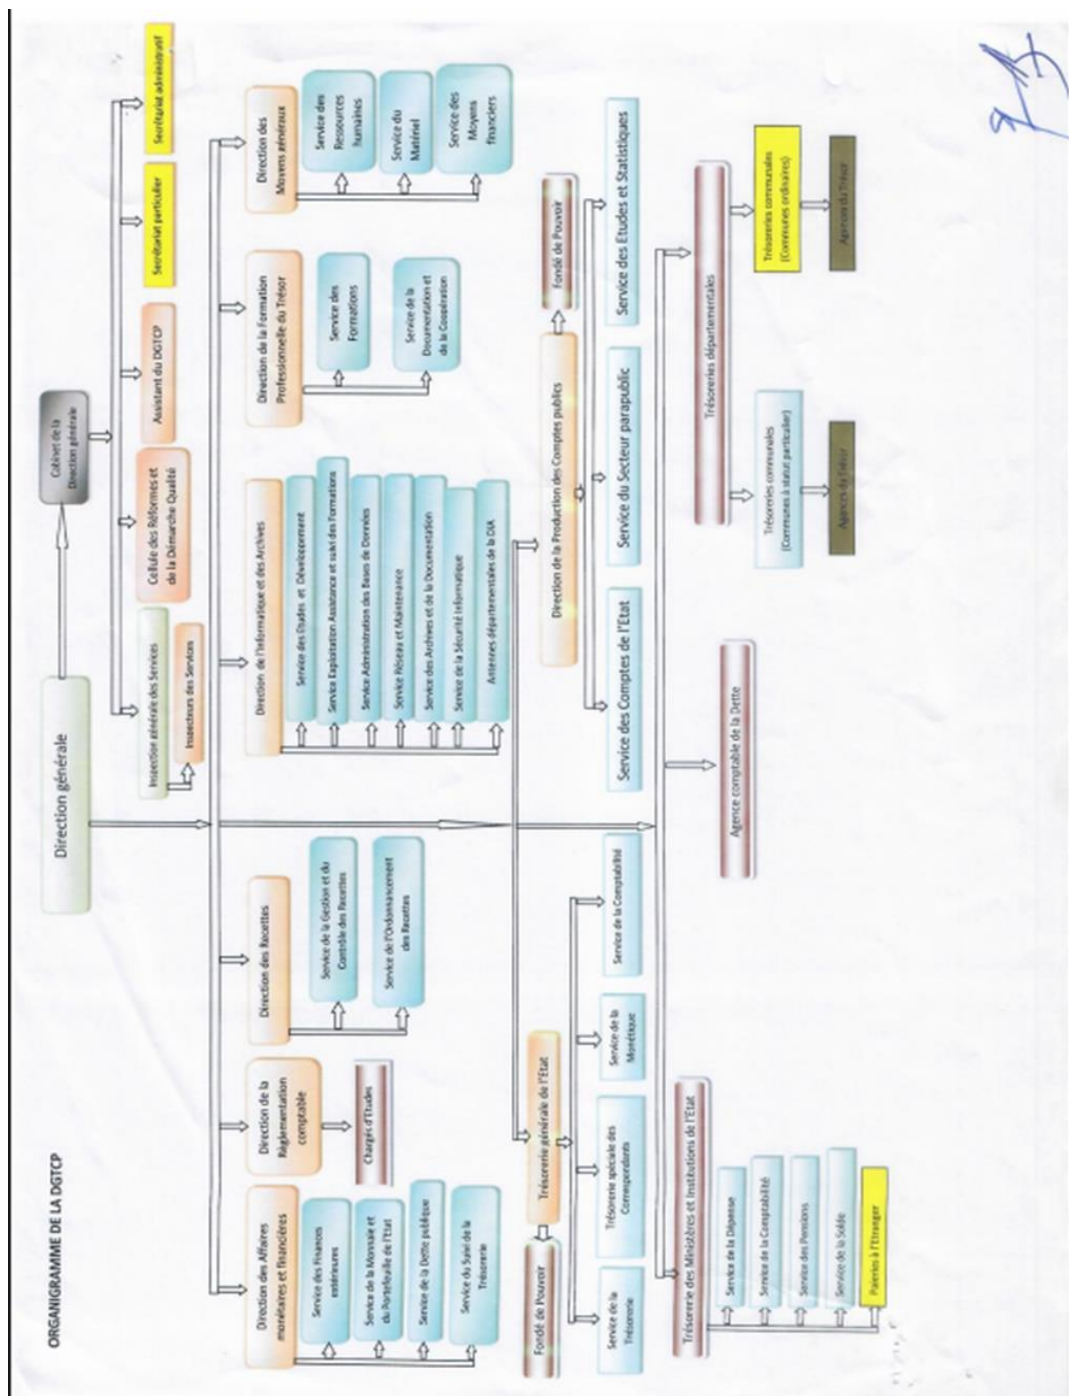 ORGANIGRAMME DE LA DGTCP
Direction générale
Cabinet de la
Direction générale
Inspection générale des Services
Inspecteurs des Services
Cellule des Réformes et
de la Démarche Qualité
Assistant du DGTCP
Secrétariat particulier
Secrétariat administratif
Direction des Affaires
monétaires et financières
Service des Finances
extérieures
Service de la Monnaie et
du Portefeuille de l'Etat
Service de la Dette publique
Service du Suivi de la
Trésorerie
Direction de la
Règlementation
comptable
Chargés d'Etudes
Direction des Recettes
Service de la Gestion et du
Contrôle des Recettes
Service de l'Ordonnancement
des Recettes
Direction de l'Informatique et des Archives
Service des Etudes et Développement
Service Exploitation Assistance et suivi des Formations
Service Administration des Bases de Données
Service Réseau et Maintenance
Service des Archives et de la Documentation
Service de la Sécurité Informatique
Antennes départementales de la DIA
Direction de la Formation
Professionnelle du Trésor
Service des
Formations
Service de la
Documentation et
de la Coopération
Direction des
Moyens généraux
Service des
Ressources
humaines
Service du
Matériel
Service des
Moyens
financiers
Fondé de Pouvoir
Trésorerie générale de l'Etat
Service de la
Trésorerie
Trésorerie spéciale des
Correspondants
Service de la
Monétique
Service de la Comptabilité
Direction de la Production des Comptes publics
Fondé de Pouvoir
Service des Comptes de l'Etat
Service du Secteur parapublic
Service des Etudes et Statistiques
Trésorerie des Ministères et Institutions de l'Etat
Service de la Dépense
Service de la Comptabilité
Service des Pensions
Service de la Solde
Paieries à l'Etranger
Agence comptable de la Dette
Trésoreries départementales
Trésoreries communales
(Communes à statut particulier)
Agences du Trésor
Trésoreries communales
(Communes ordinaires)
Agences du Trésor